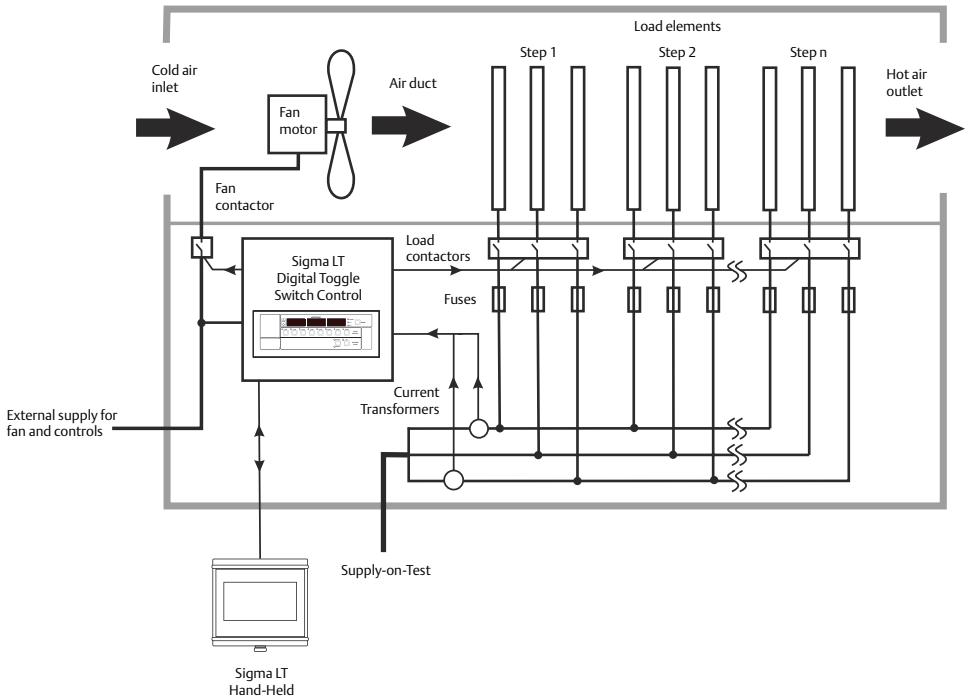 Load elements
Step 1
Step 2
Step n
Cold air
inlet
Fan
motor
Air duct
Hot air
outlet
Fan
contactor
Load
contactors
Sigma LT
Digital Toggle
Switch Control
Fuses
Current
Transformers
External supply for
fan and controls
Supply-on-Test
Sigma LT
Hand-Held